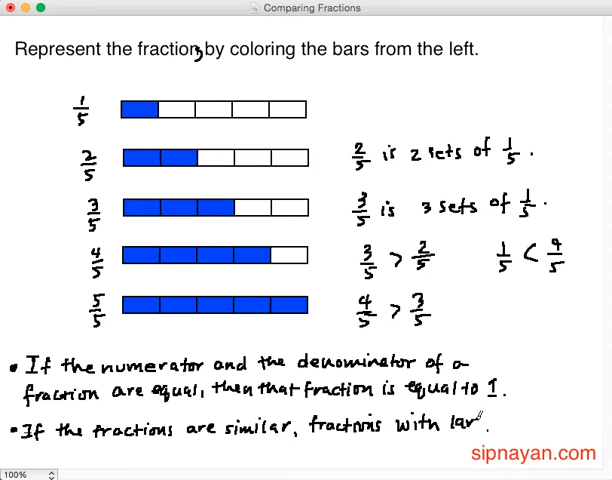 Comparing Fractions
Represent the fractions by coloring the bars from the left.
1/5
2/5
2/5 is 2 sets of 1/5.
3/5
3/5 is 3 sets of 1/5.
4/5
3/5 > 2/5
1/5 < 4/5
5/5
4/5 > 3/5
• If the numerator and the denominator of a
fraction are equal, then that fraction is equal to 1.
• If the fractions are similar, fractions with lar
sipnayan.com
100%